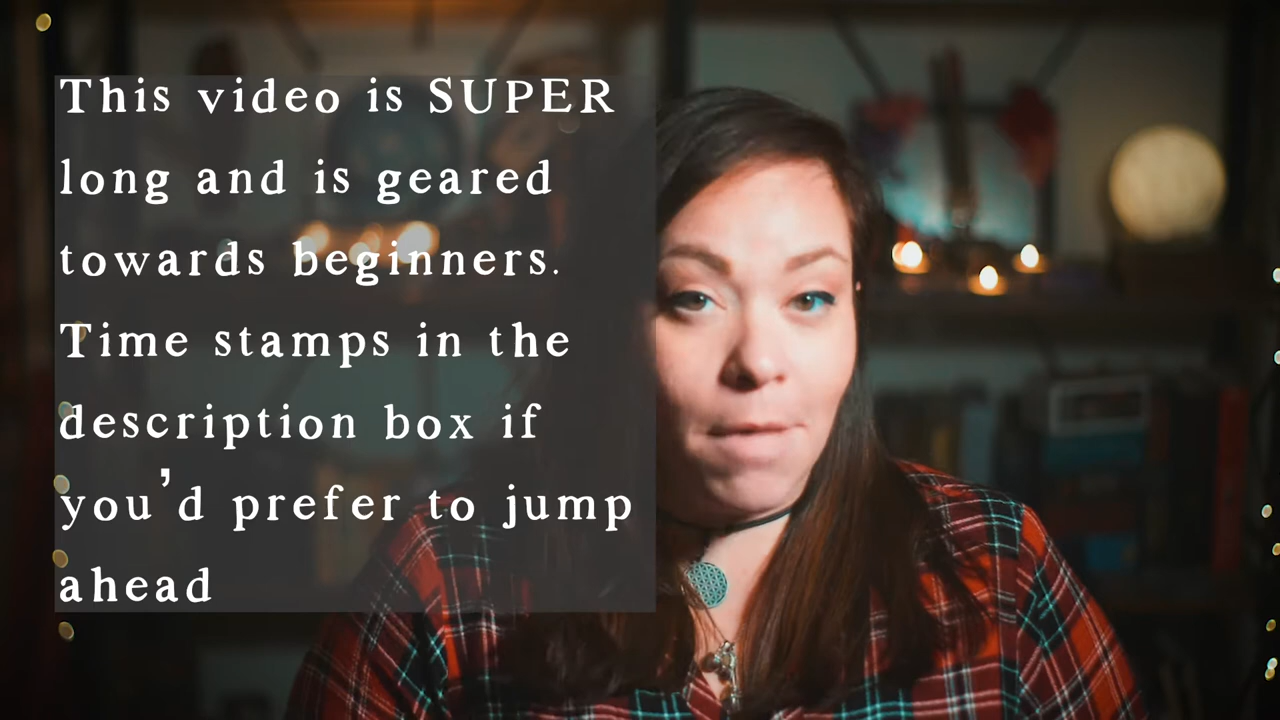 This video is SUPER
long and is geared
towards beginners.
Time stamps in the
description box if
you'd prefer to jump
ahead